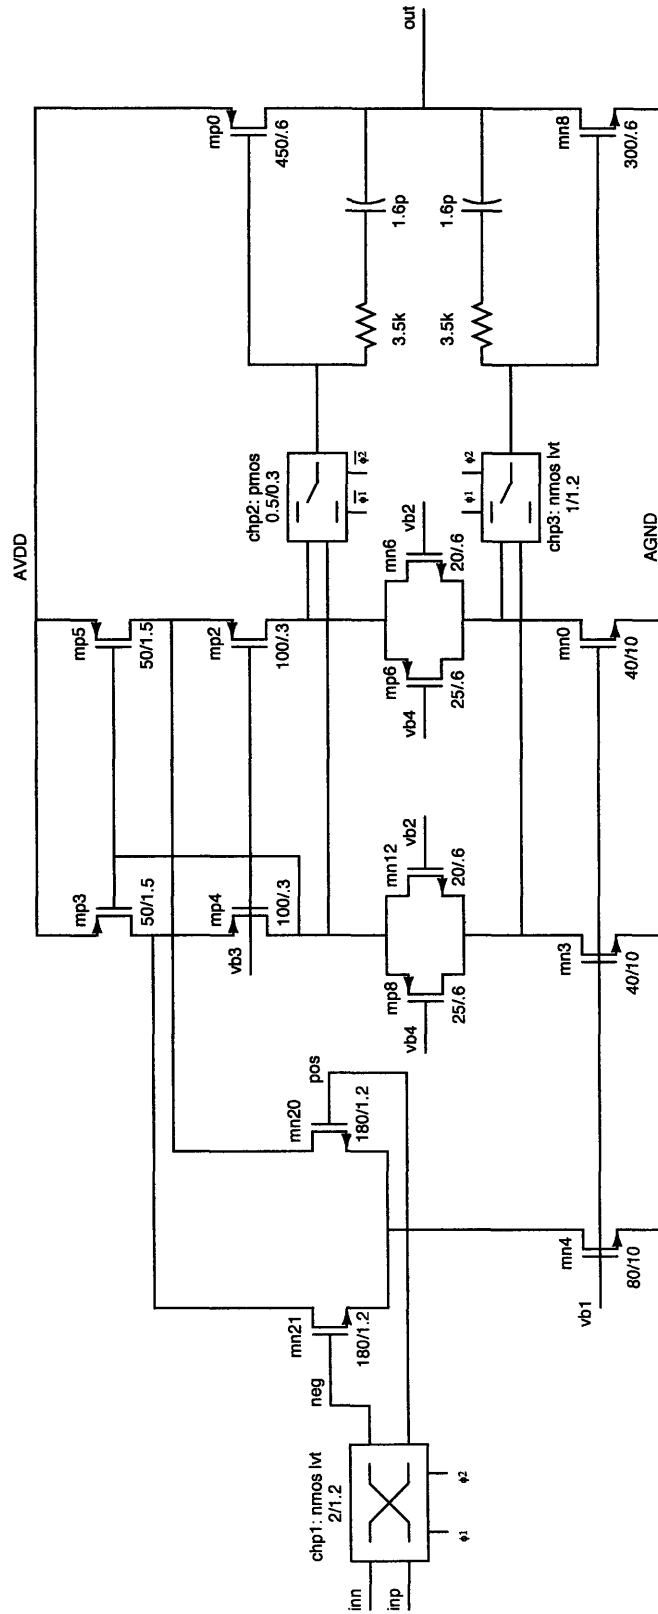 AVDD
out
mp3
50/1.5
mp5
50/1.5
mp0
450/.6
mp4
100/.3
vb3
mp2
100/.3
chp2: pmos
0.5/0.3
φ1
φ2
3.5k
1.6p
pos
mn20
180/1.2
mn21
180/1.2
neg
chp1: nmos lvt
2/1.2
inn
inp
φ1
φ2
mp8
25/.6
vb4
mn12
20/.6
vb2
mp6
25/.6
vb4
mn6
20/.6
vb2
φ1
φ2
chp3: nmos lvt
1/1.2
3.5k
1.6p
mn4
80/10
vb1
mn3
40/10
mn0
40/10
mn8
300/.6
AGND